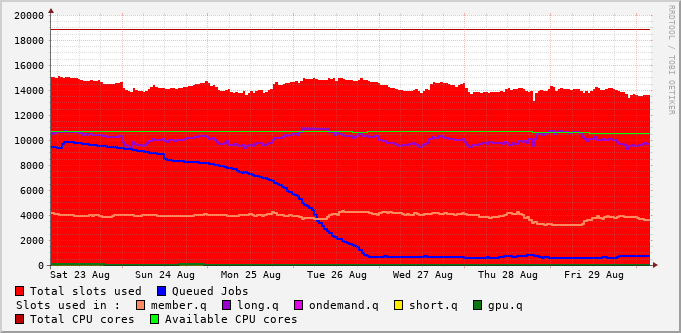 20000
18000
16000
14000
12000
10000
8000
6000
4000
2000
0
Sat 23 Aug Sun 24 Aug Mon 25 Aug Tue 26 Aug Wed 27 Aug Thu 28 Aug Fri 29 Aug
RRDTOOL / TOBI OETIKER
Total slots used Queued Jobs
Slots used in : member.q long.q ondemand.q short.q gpu.q
Total CPU cores Available CPU cores